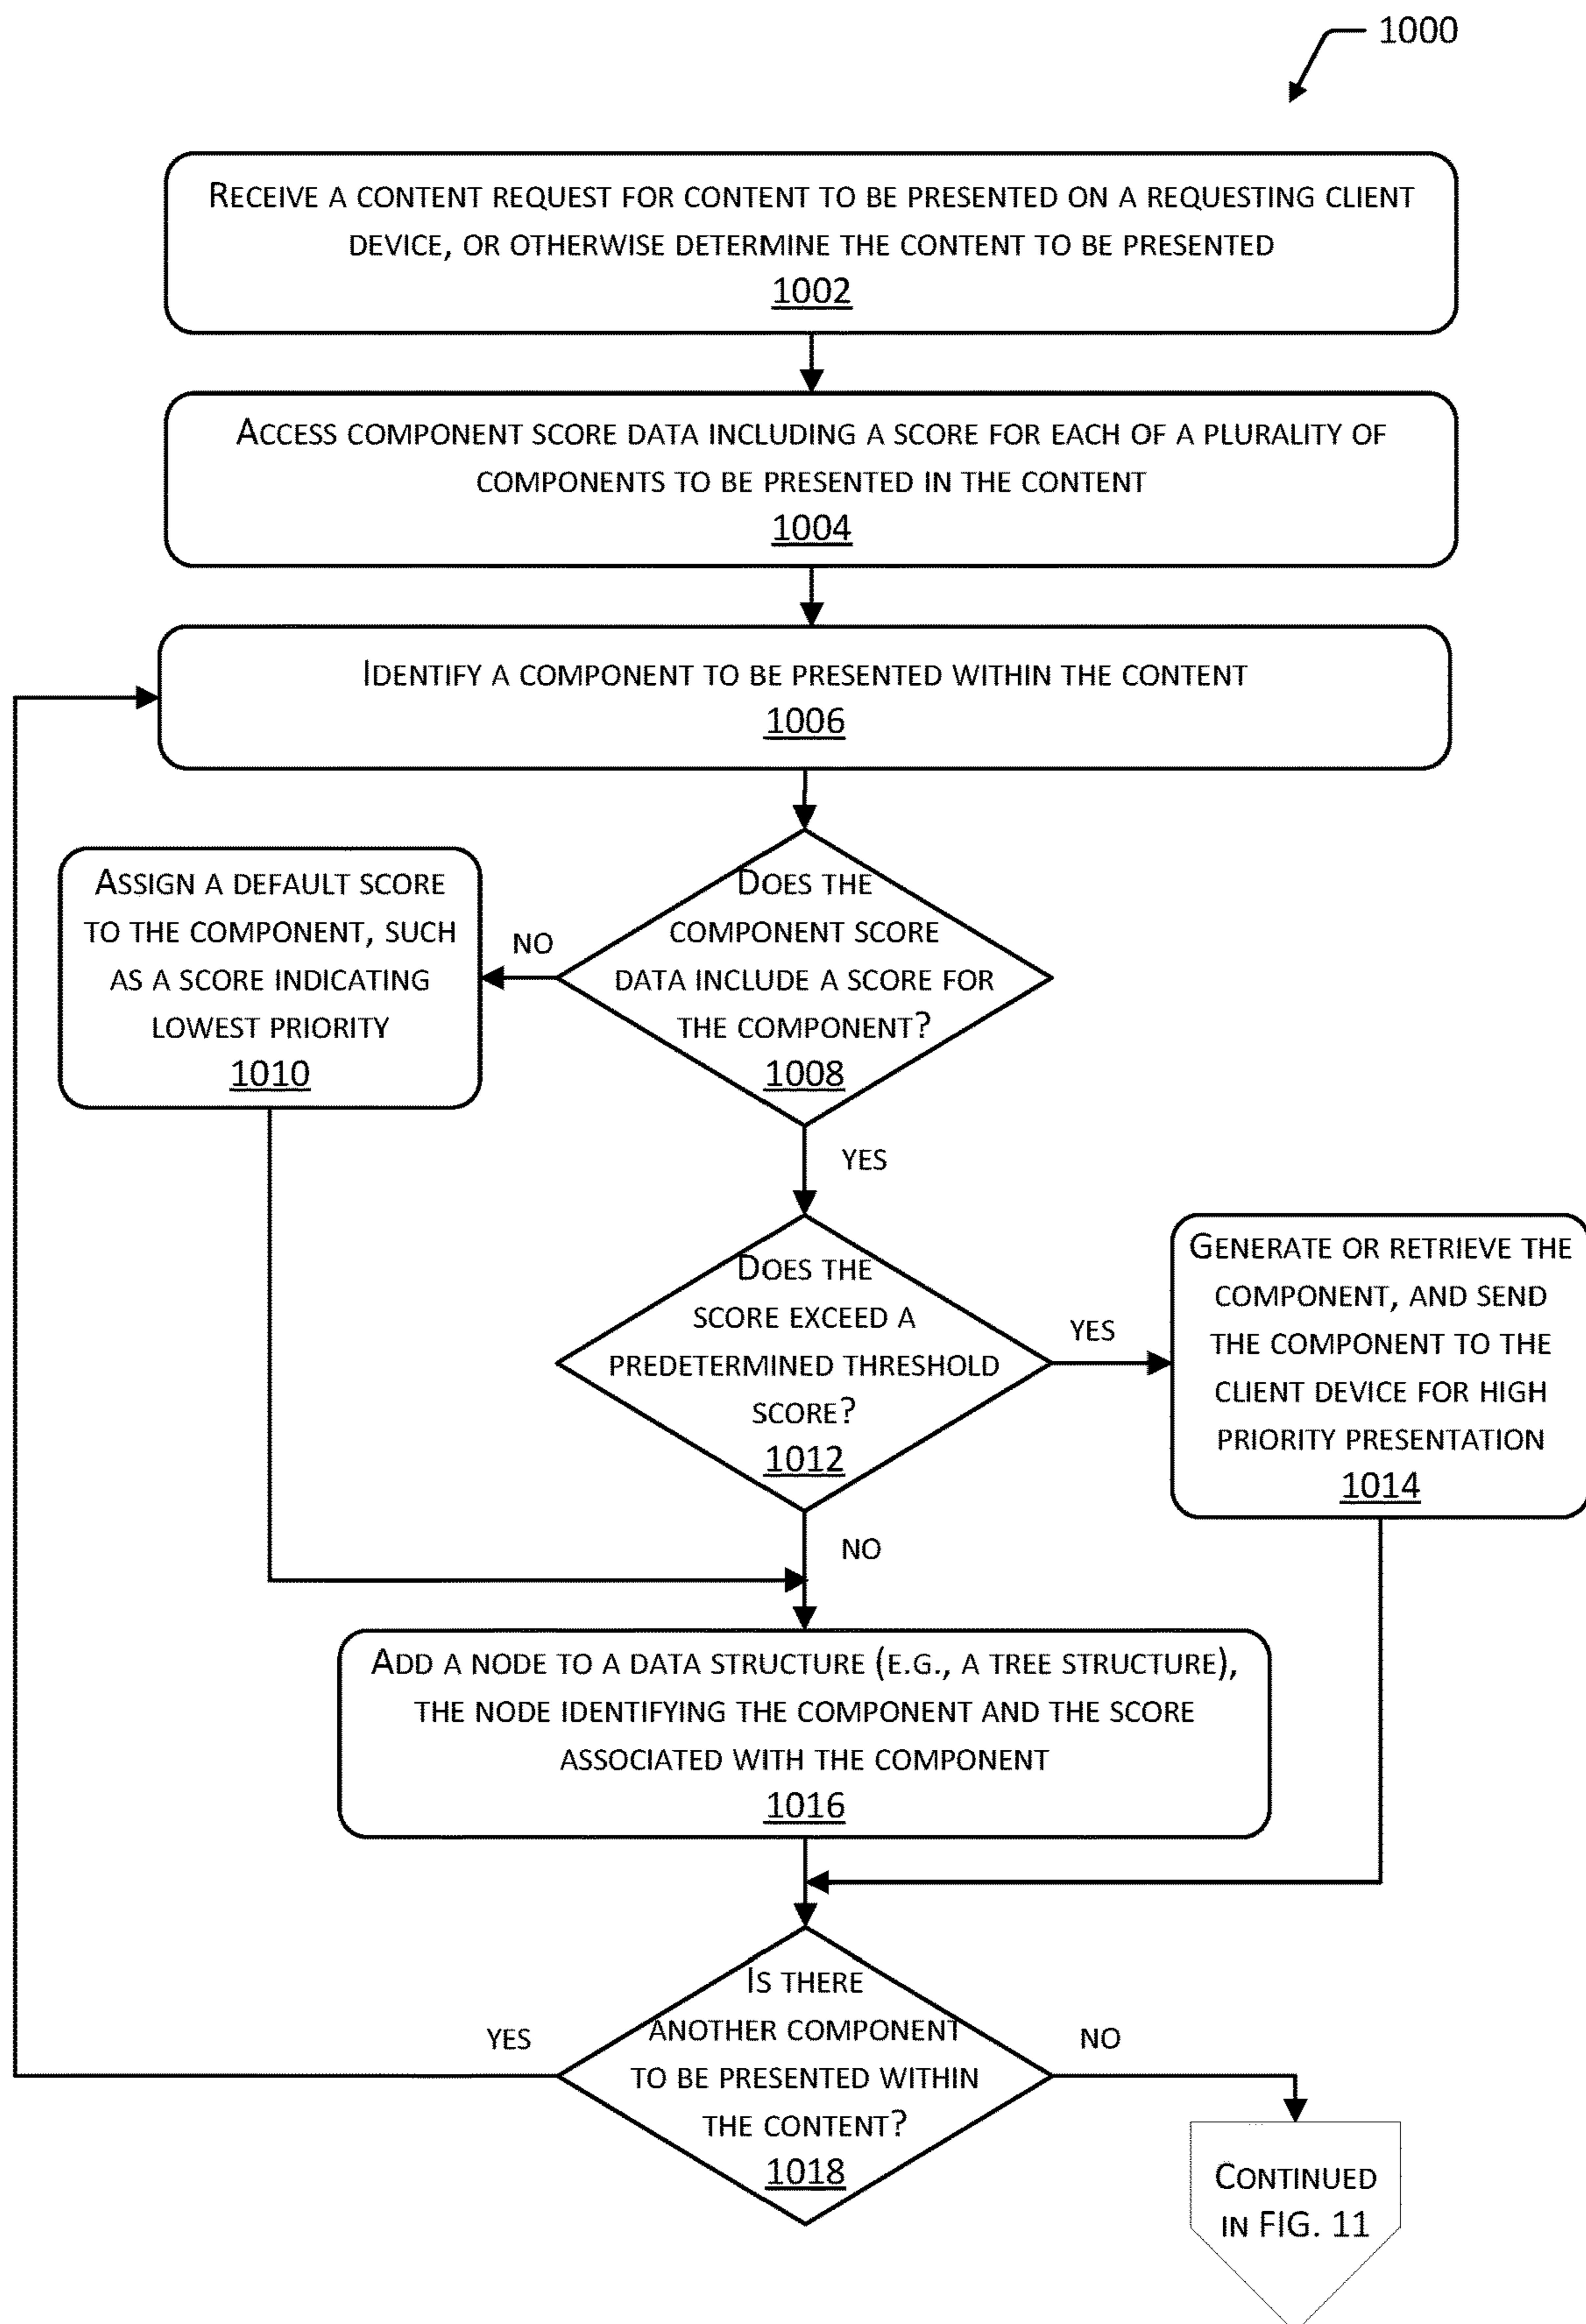 1000
RECEIVE A CONTENT REQUEST FOR CONTENT TO BE PRESENTED ON A REQUESTING CLIENT
DEVICE, OR OTHERWISE DETERMINE THE CONTENT TO BE PRESENTED
1002
ACCESS COMPONENT SCORE DATA INCLUDING A SCORE FOR EACH OF A PLURALITY OF
COMPONENTS TO BE PRESENTED IN THE CONTENT
1004
IDENTIFY A COMPONENT TO BE PRESENTED WITHIN THE CONTENT
1006
DOES THE
COMPONENT SCORE
DATA INCLUDE A SCORE FOR
THE COMPONENT?
1008
NO
ASSIGN A DEFAULT SCORE
TO THE COMPONENT, SUCH
AS A SCORE INDICATING
LOWEST PRIORITY
1010
YES
DOES THE
SCORE EXCEED A
PREDETERMINED THRESHOLD
SCORE?
1012
YES
GENERATE OR RETRIEVE THE
COMPONENT, AND SEND
THE COMPONENT TO THE
CLIENT DEVICE FOR HIGH
PRIORITY PRESENTATION
1014
NO
ADD A NODE TO A DATA STRUCTURE (E.G., A TREE STRUCTURE),
THE NODE IDENTIFYING THE COMPONENT AND THE SCORE
ASSOCIATED WITH THE COMPONENT
1016
IS THERE
ANOTHER COMPONENT
TO BE PRESENTED WITHIN
THE CONTENT?
1018
YES
NO
CONTINUED
IN FIG. 11